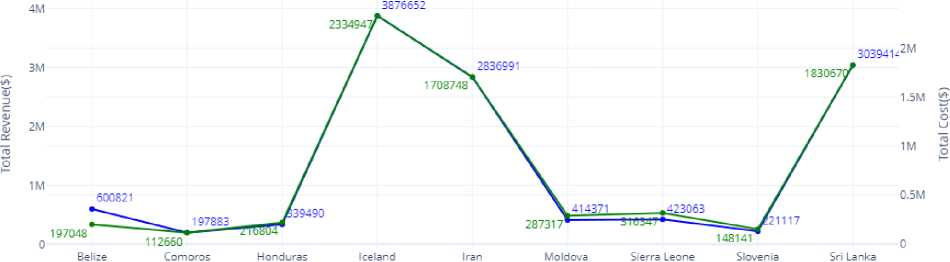 4M
3M
2M
1M
0
Total Revenue($)
600821
197883
339490
3876652
2836991
414371
423063
221117
3039414
197048
112660
216804
2334947
1708748
287317
316347
148141
1830670
2M
1.5M
1M
0.5M
0
Total Cost($)
Belize
Comoros
Honduras
Iceland
Iran
Moldova
Sierra Leone
Slovenia
Sri Lanka